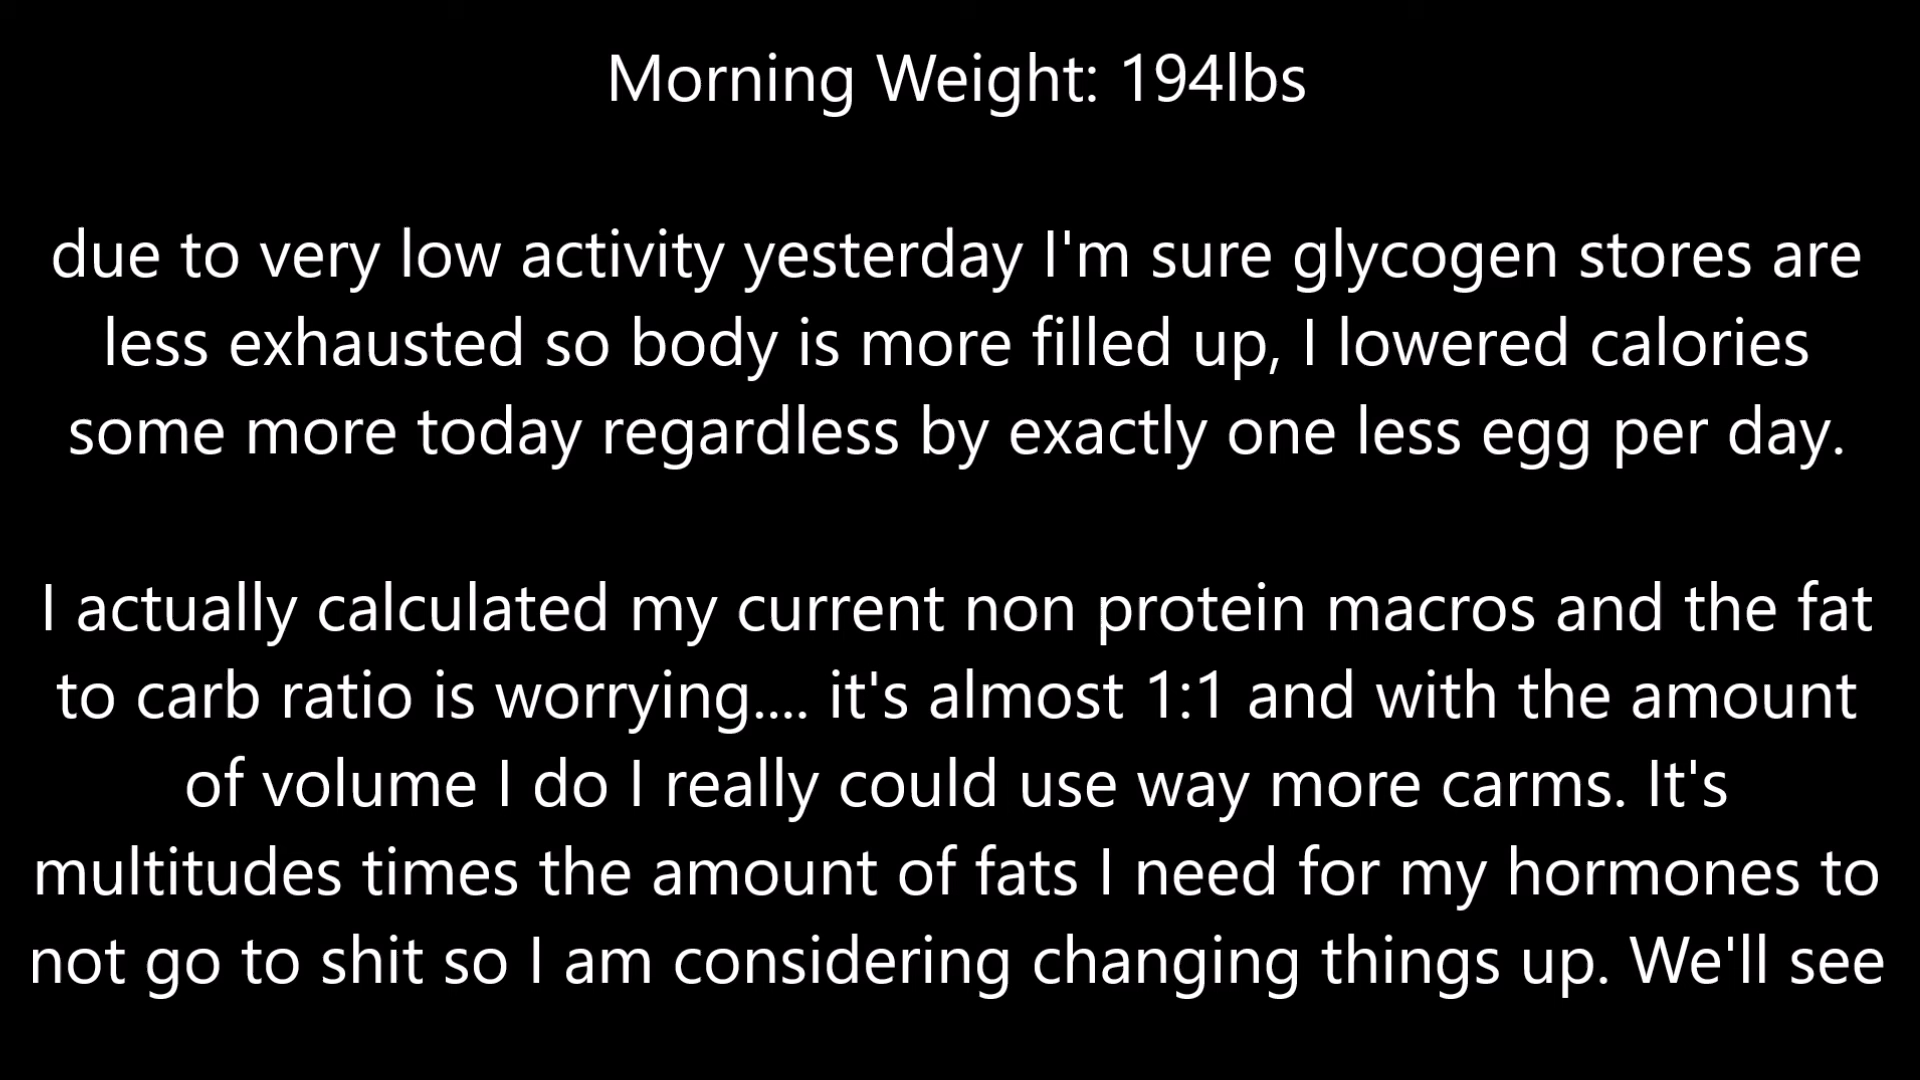 Morning Weight: 194lbs
due to very low activity yesterday I'm sure glycogen stores are
less exhausted so body is more filled up, I lowered calories
some more today regardless by exactly one less egg per day.
I actually calculated my current non protein macros and the fat
to carb ratio is worrying.... it's almost 1:1 and with the amount
of volume I do I really could use way more carms. It's
multitudes times the amount of fats I need for my hormones to
not go to shit so I am considering changing things up. We'll see